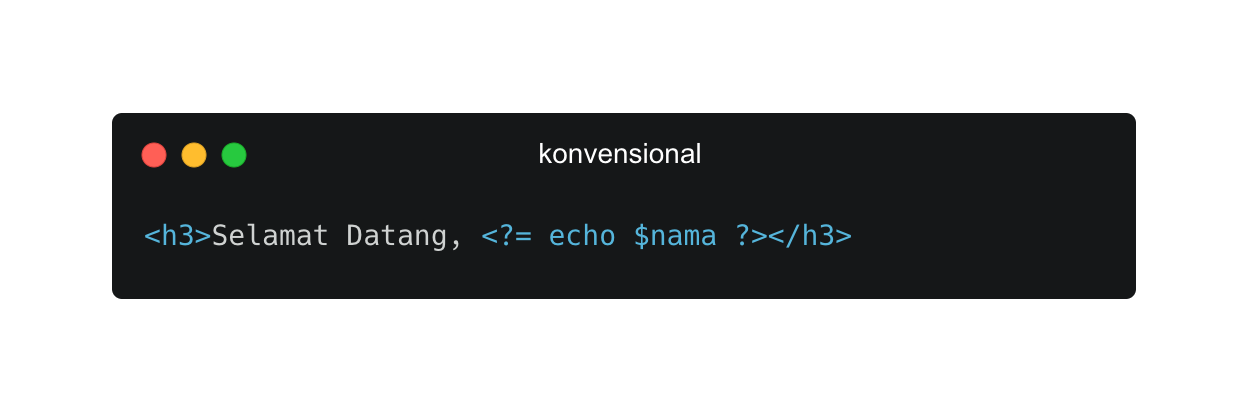 konvensional
<h3>Selamat Datang, <?= echo $nama ?></h3>